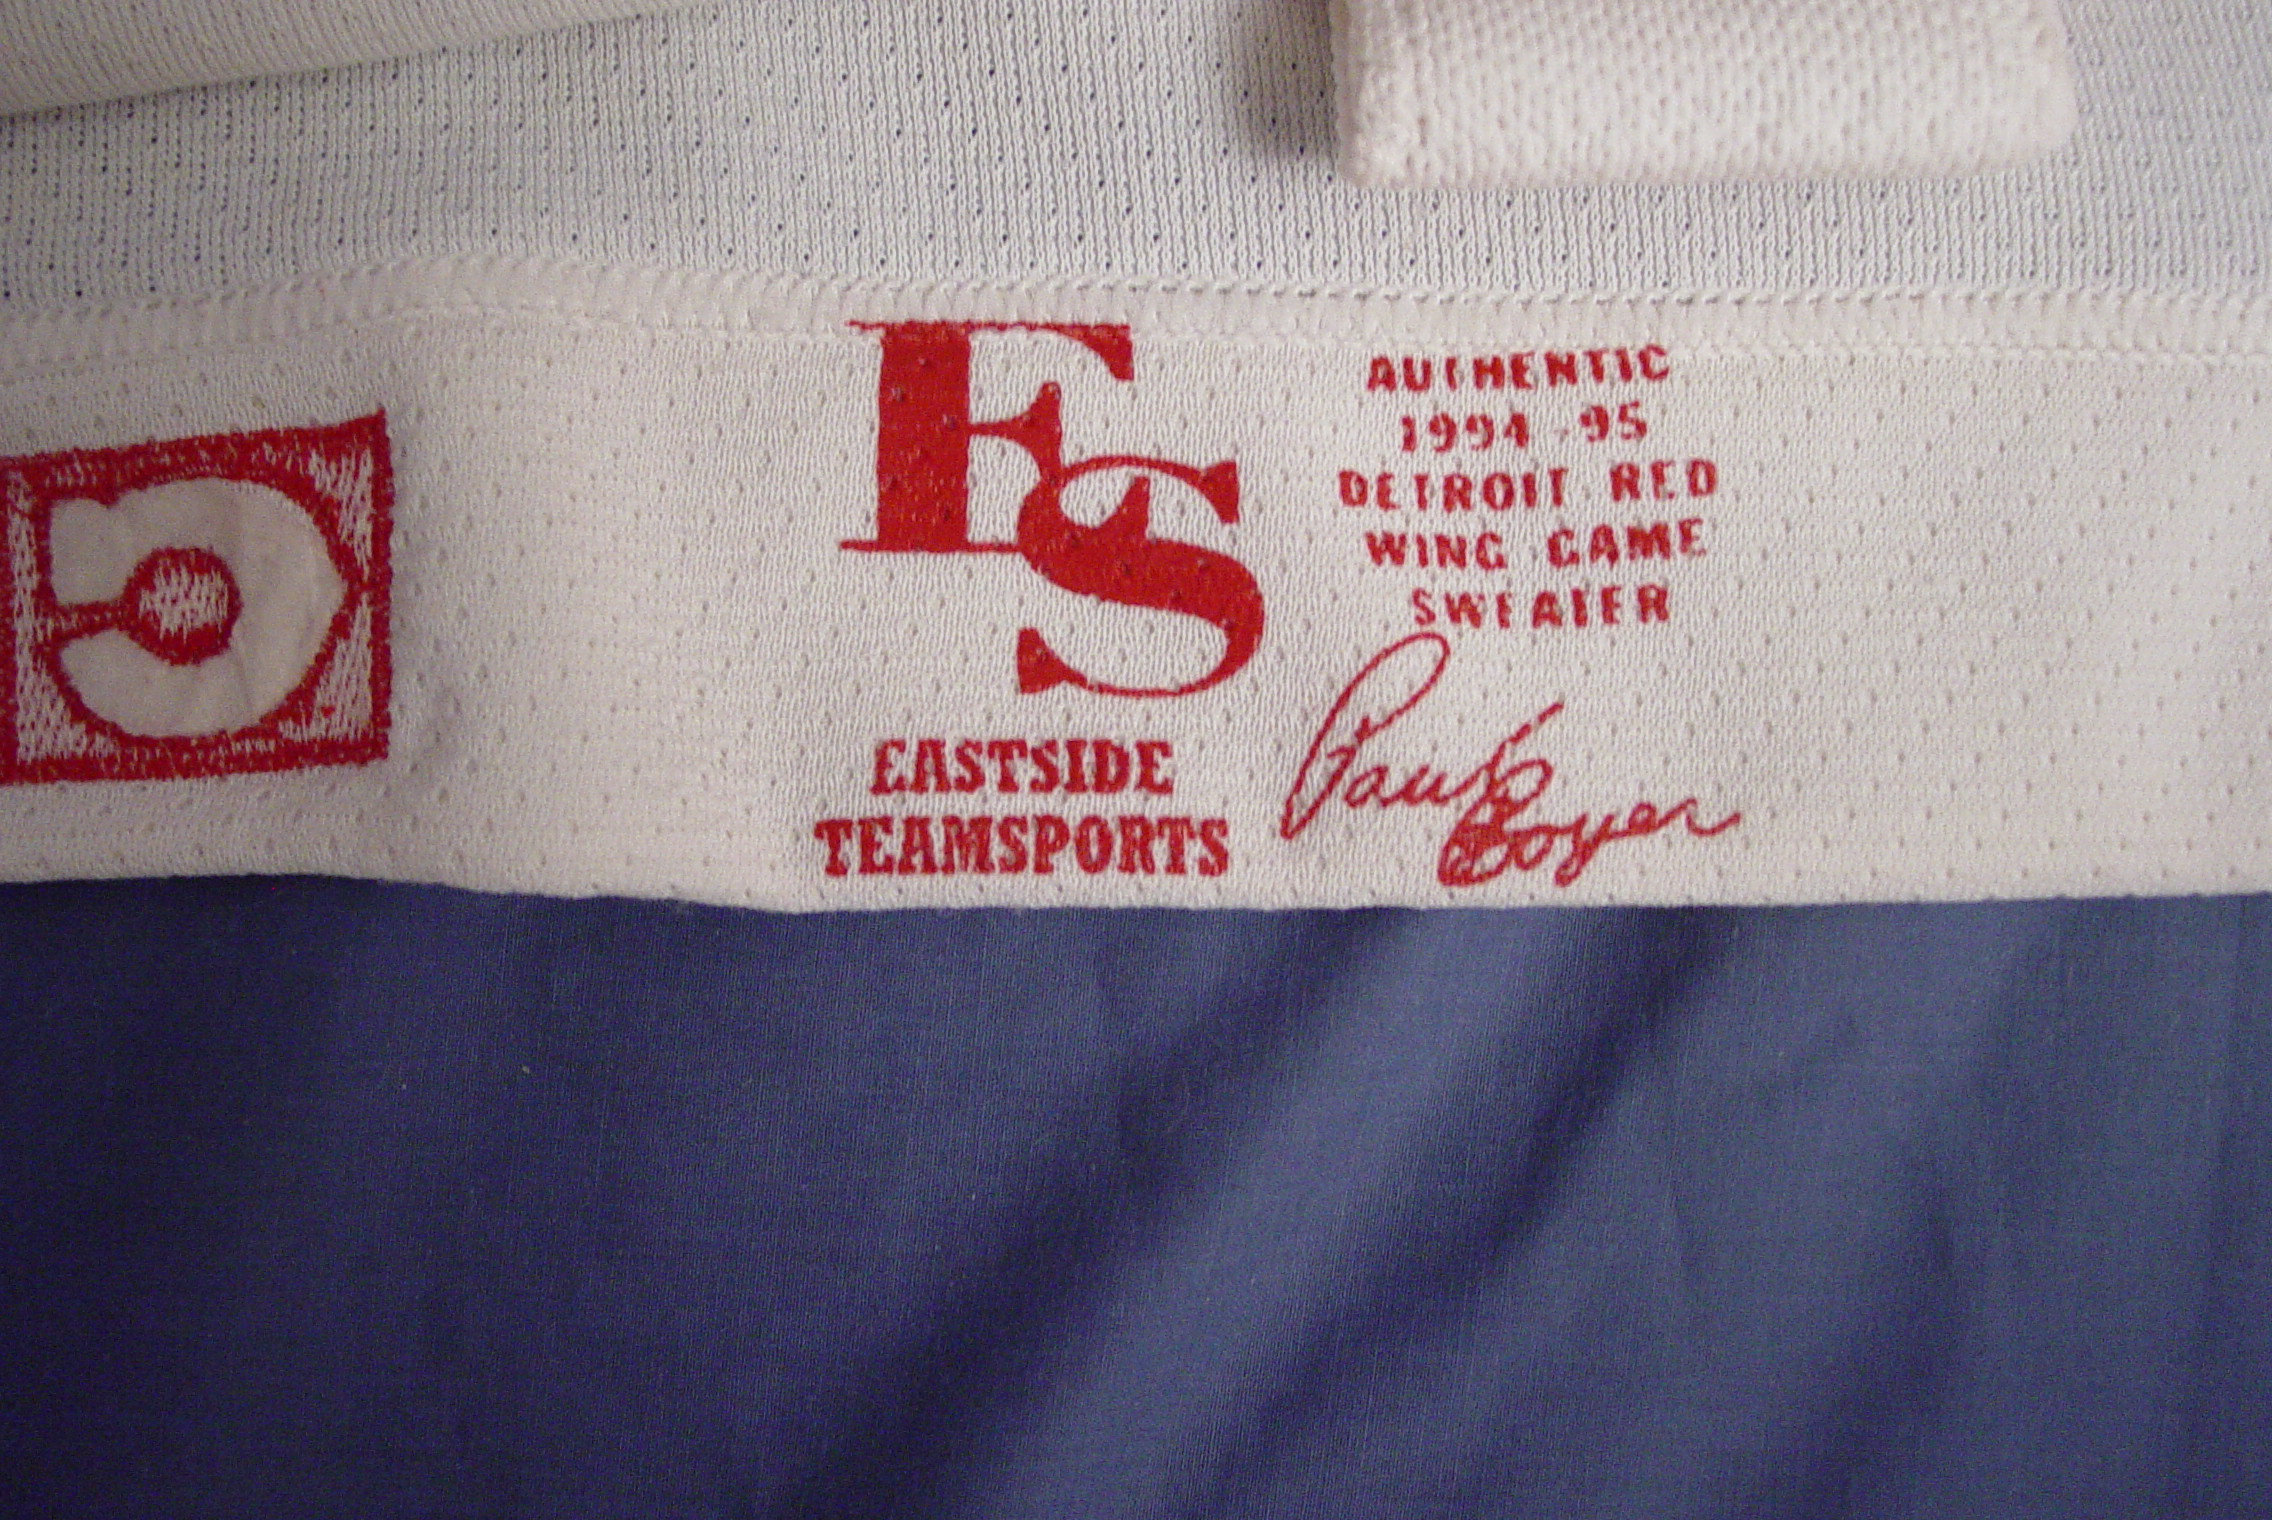 ES
EASTSIDE
TEAMSPORTS
AUTHENTIC
1994-95
DETROIT RED
WING GAME
SWEATER
Paul Boyer